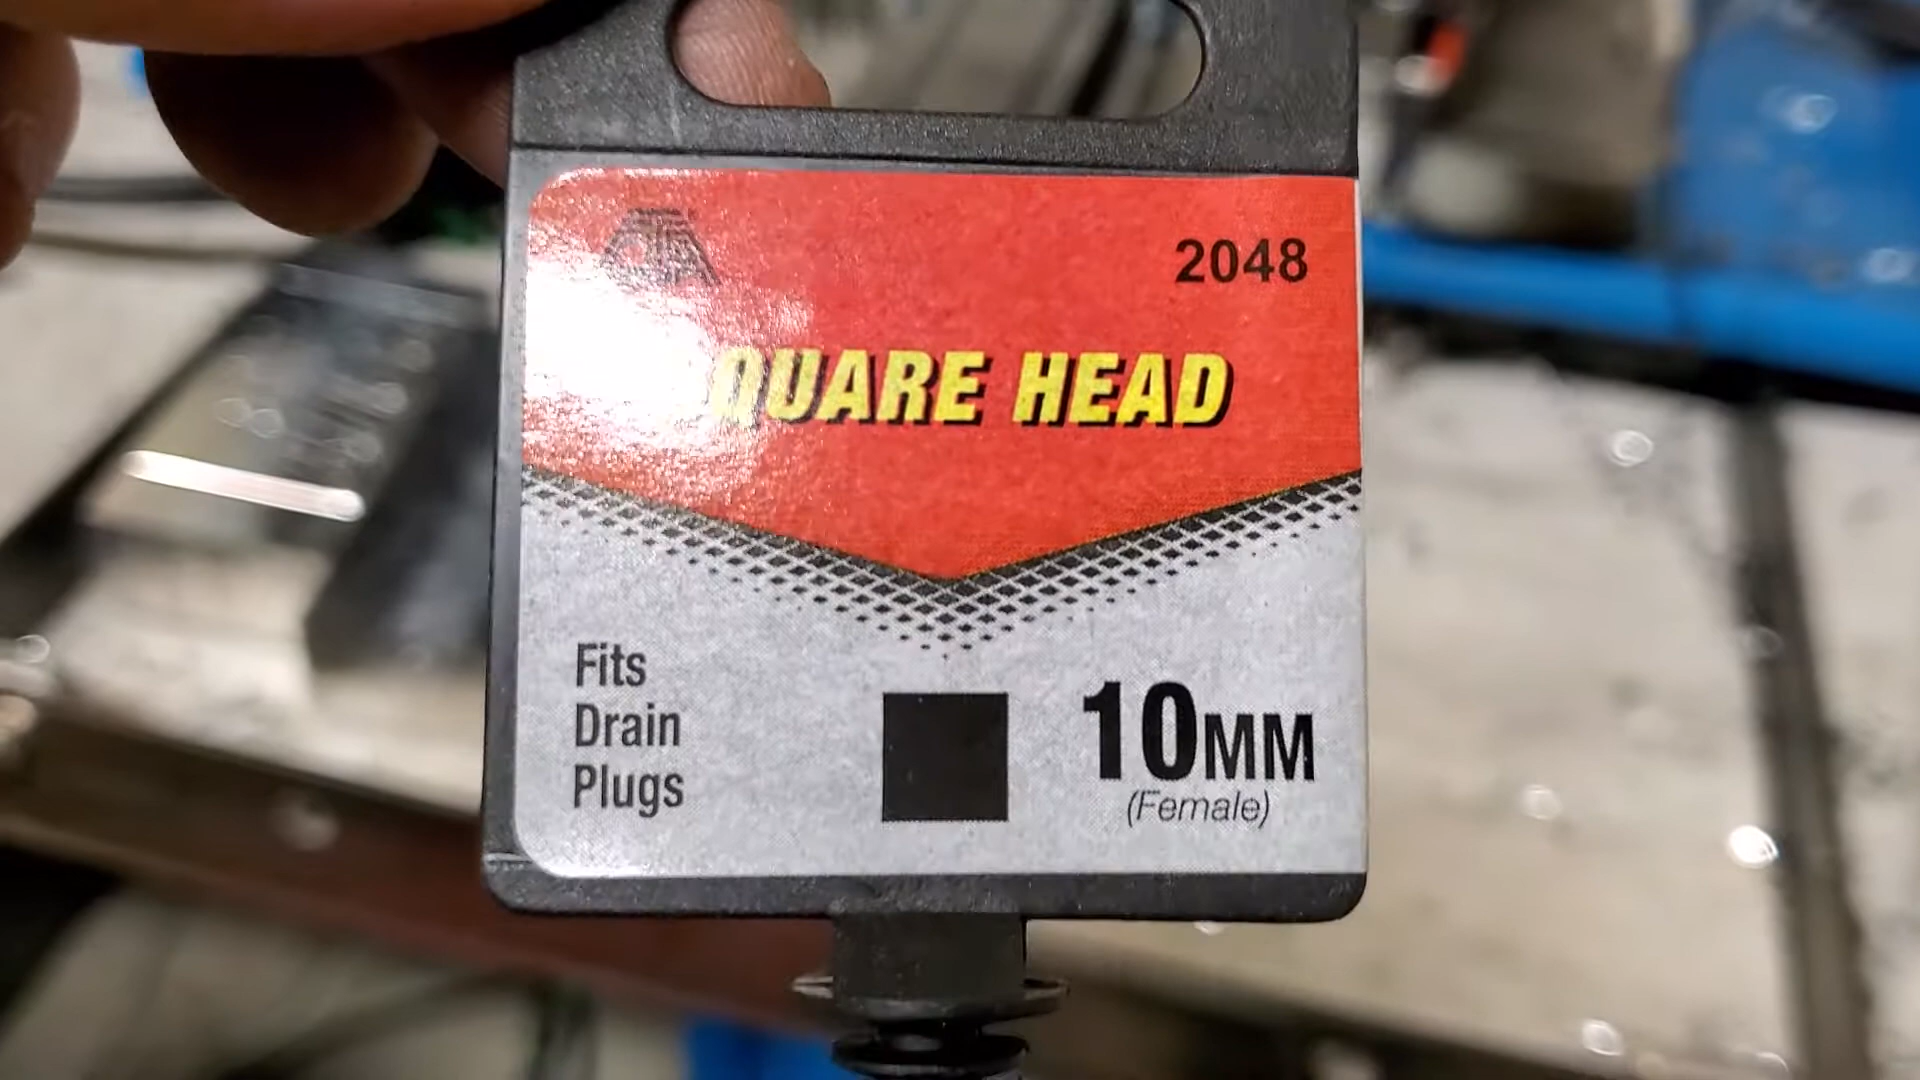 2048
QUARE HEAD
Fits
Drain
Plugs
10MM
(Female)